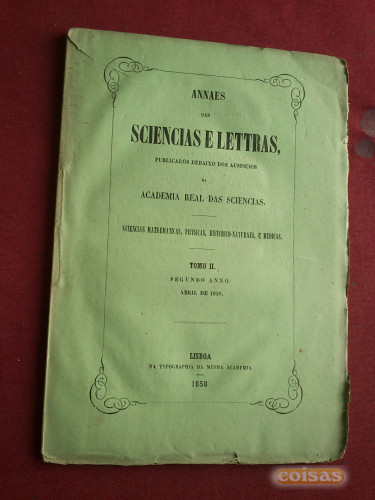 ANNAES
DAS
SCIENCIAS E LETTRAS,
PUBLICADOS DEBAIXO DOS AUSPICIOS
DA
ACADEMIA REAL DAS SCIENCIAS.
SCIENCIAS MATHEMATICAS, PHYSICAS, HISTORICO-NATURAES, E MEDICAS.
TOMO II.
SEGUNDO ANNO.
ABRIL DE 1858.
LISBOA
NA TYPOGRAPHIA DA MESMA ACADEMIA
1858
coisas